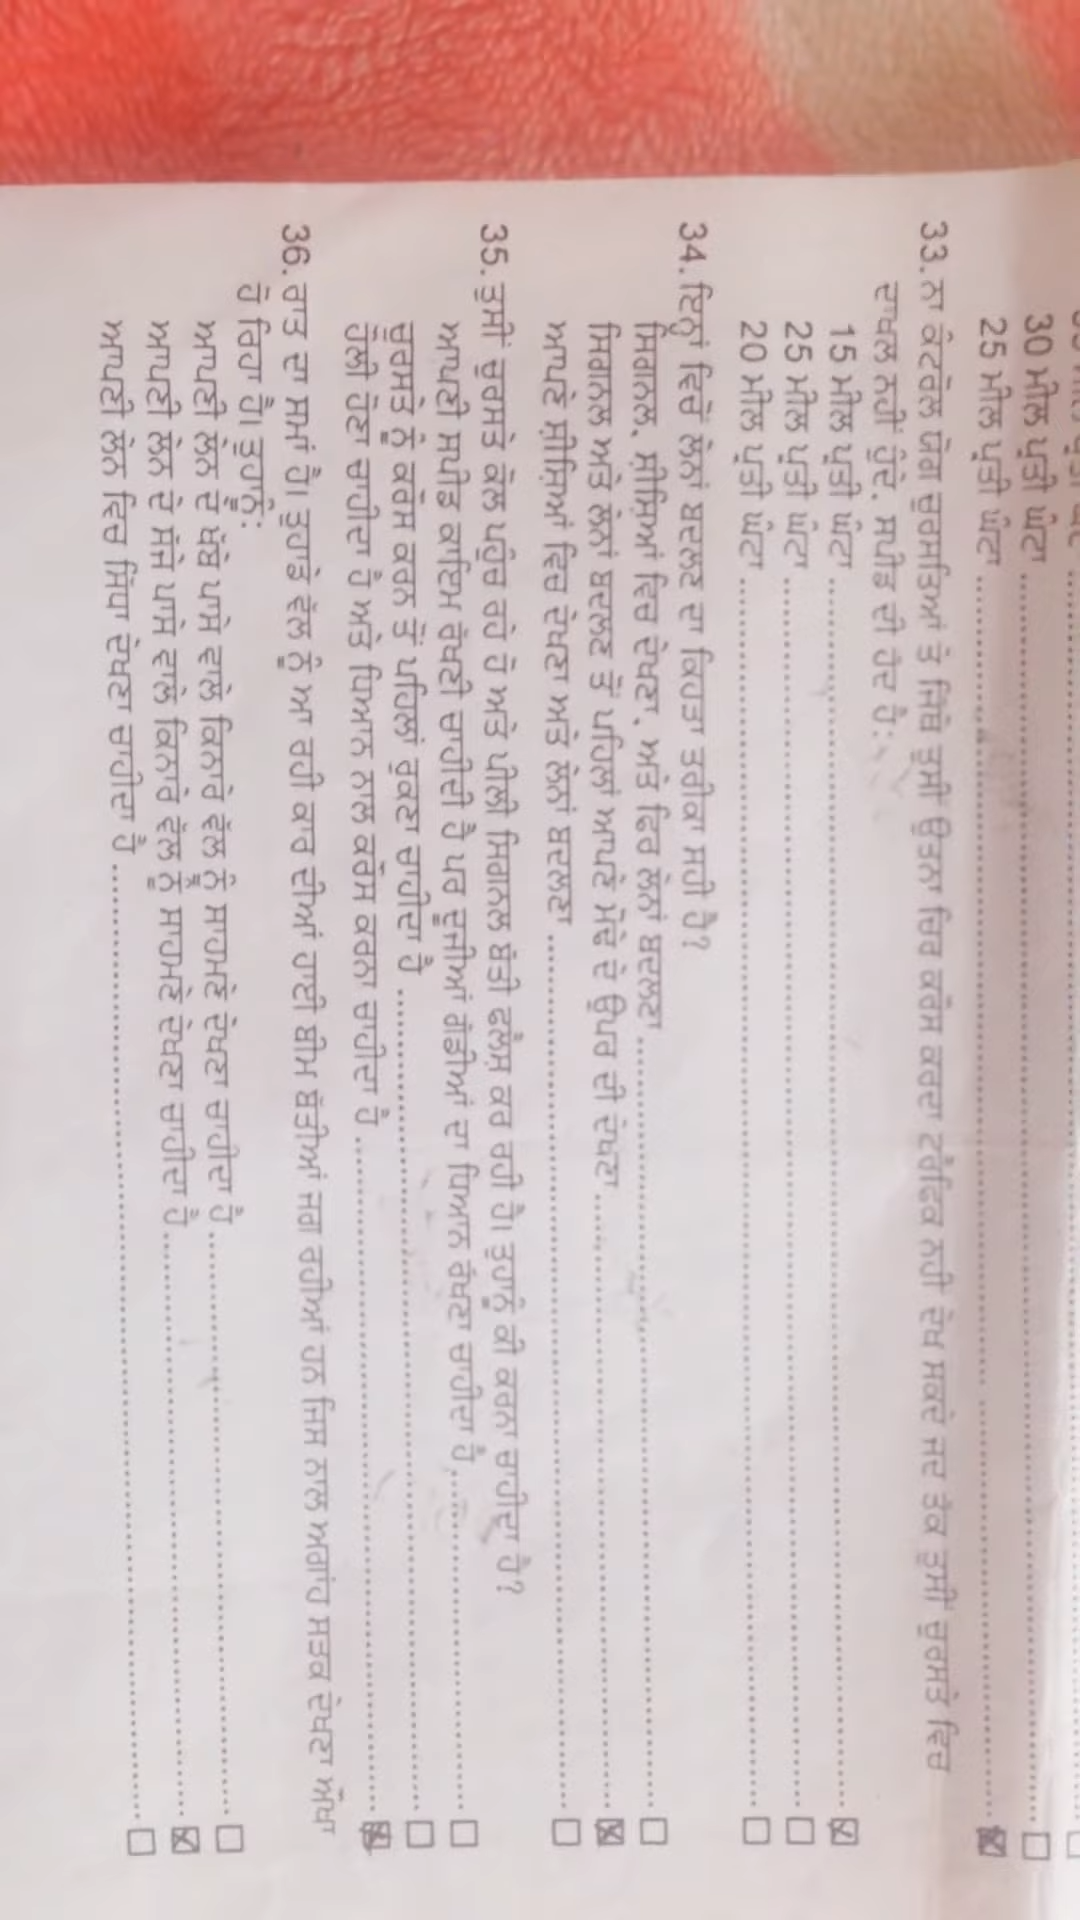 30 ਮੀਲ ਪ੍ਰਤੀ ਘੰਟਾ
25 ਮੀਲ ਪ੍ਰਤੀ ਘੰਟਾ
33. ਨਾ ਕੰਟਰੋਲ ਯੋਗ ਚੁਰਸਤਿਆਂ ਤੇ ਜਿੱਥੇ ਤੁਸੀਂ ਉਤਨਾ ਚਿਰ ਕਰੌਸ ਕਰਦਾ ਟਰੈਫਿਕ ਨਹੀਂ ਦੇਖ ਸਕਦੇ ਜਦ ਤੱਕ ਤੁਸੀਂ ਚੁਰਸਤੇ ਵਿਚ
ਦਾਖਲ ਨਹੀਂ ਹੁੰਦੇ, ਸਪੀਡ ਦੀ ਹੱਦ ਹੈ:
15 ਮੀਲ ਪ੍ਰਤੀ ਘੰਟਾ
25 ਮੀਲ ਪ੍ਰਤੀ ਘੰਟਾ
20 ਮੀਲ ਪ੍ਰਤੀ ਘੰਟਾ
34. ਇਨ੍ਹਾਂ ਵਿਚੋਂ ਲੇਨਾਂ ਬਦਲਣ ਦਾ ਕਿਹੜਾ ਤਰੀਕਾ ਸਹੀ ਹੈ?
ਸਿਗਨਲ, ਸ਼ੀਸ਼ਿਆਂ ਵਿਚ ਦੇਖਣਾ, ਅਤੇ ਫਿਰ ਲੇਨਾਂ ਬਦਲਣਾ
ਸਿਗਨਲ ਅਤੇ ਲੇਨਾਂ ਬਦਲਣ ਤੋਂ ਪਹਿਲਾਂ ਆਪਣੇ ਮੋਢੇ ਦੇ ਉਪਰ ਦੀ ਦੇਖਣਾ
ਆਪਣੇ ਸ਼ੀਸ਼ਿਆਂ ਵਿਚ ਦੇਖਣਾ ਅਤੇ ਲੇਨਾਂ ਬਦਲਣਾ
35. ਤੁਸੀਂ ਚੁਰਸਤੇ ਕੋਲ ਪਹੁੰਚ ਰਹੇ ਹੋ ਅਤੇ ਪੀਲੀ ਸਿਗਨਲ ਬੱਤੀ ਫਲੈਸ਼ ਕਰ ਰਹੀ ਹੈ। ਤੁਹਾਨੂੰ ਕੀ ਕਰਨਾ ਚਾਹੀਦਾ ਹੈ?
ਆਪਣੀ ਸਪੀਡ ਕਾਇਮ ਰੱਖਣੀ ਚਾਹੀਦੀ ਹੈ ਪਰ ਦੂਜੀਆਂ ਗੱਡੀਆਂ ਦਾ ਧਿਆਨ ਰੱਖਣਾ ਚਾਹੀਦਾ ਹੈ
ਚੁਰਸਤੇ ਨੂੰ ਕਰੌਸ ਕਰਨ ਤੋਂ ਪਹਿਲਾਂ ਰੁਕਣਾ ਚਾਹੀਦਾ ਹੈ
ਹੌਲੀ ਹੋਣਾ ਚਾਹੀਦਾ ਹੈ ਅਤੇ ਧਿਆਨ ਨਾਲ ਕਰੌਸ ਕਰਨਾ ਚਾਹੀਦਾ ਹੈ
36. ਰਾਤ ਦਾ ਸਮਾਂ ਹੈ। ਤੁਹਾਡੇ ਵੱਲ ਨੂੰ ਆ ਰਹੀ ਕਾਰ ਦੀਆਂ ਹਾਈ ਬੀਮ ਬੱਤੀਆਂ ਜਗ ਰਹੀਆਂ ਹਨ ਜਿਸ ਨਾਲ ਅਗਾਂਹ ਸੜਕ ਦੇਖਣਾ ਔਖਾ
ਹੋ ਰਿਹਾ ਹੈ। ਤੁਹਾਨੂੰ:
ਆਪਣੀ ਲੇਨ ਦੇ ਖੱਬੇ ਪਾਸੇ ਵਾਲੇ ਕਿਨਾਰੇ ਵੱਲ ਨੂੰ ਸਾਹਮਣੇ ਦੇਖਣਾ ਚਾਹੀਦਾ ਹੈ
ਆਪਣੀ ਲੇਨ ਦੇ ਸੱਜੇ ਪਾਸੇ ਵਾਲੇ ਕਿਨਾਰੇ ਵੱਲ ਨੂੰ ਸਾਹਮਣੇ ਦੇਖਣਾ ਚਾਹੀਦਾ ਹੈ
ਆਪਣੀ ਲੇਨ ਵਿਚ ਸਿੱਧਾ ਦੇਖਣਾ ਚਾਹੀਦਾ ਹੈ